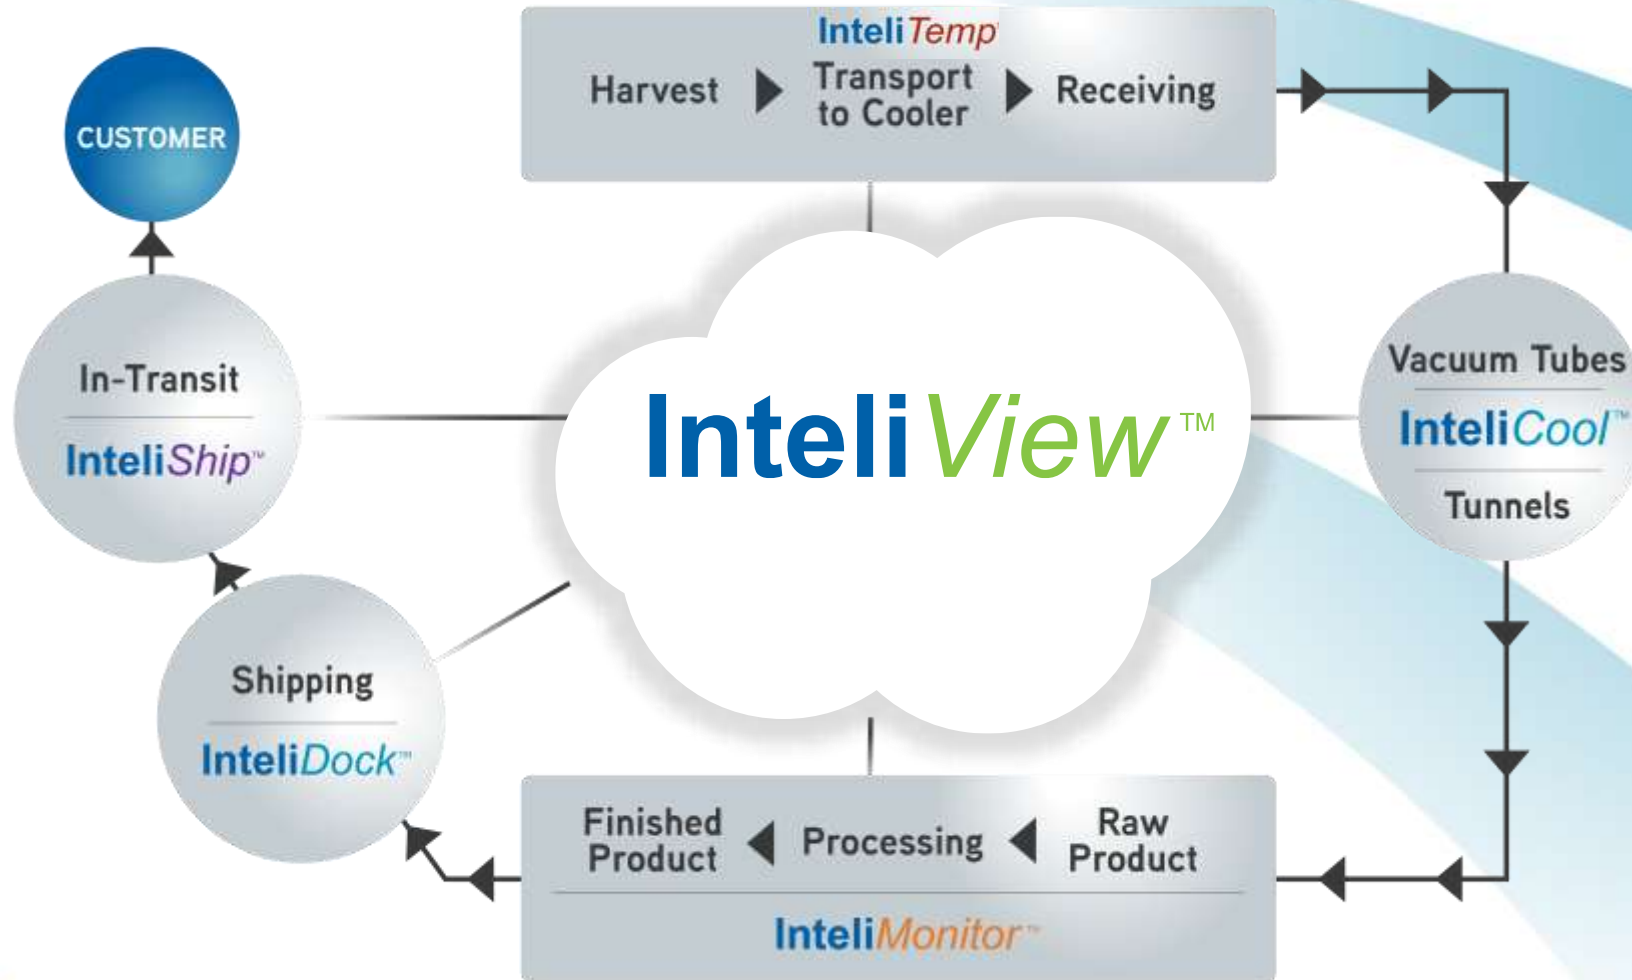 InteliTemp
Harvest
Transport
to Cooler
Receiving
CUSTOMER
In-Transit
InteliShip™
InteliView™
Vacuum Tubes
InteliCool™
Tunnels
Shipping
InteliDock™
Finished
Product
Processing
Raw
Product
InteliMonitor™